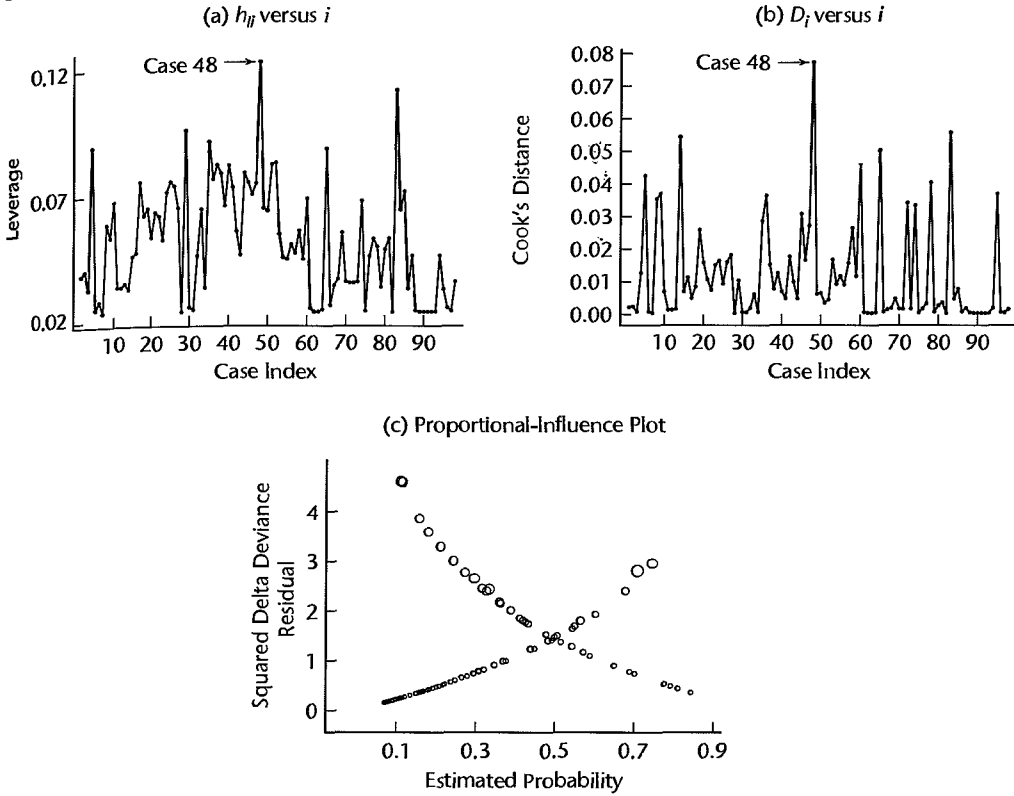 (a) hii versus i
Case 48
0.12
0.07
0.02
Leverage
10 20 30 40 50 60 70 80 90
Case Index
(b) Di versus i
Case 48
0.08
0.07
0.06
0.05
0.04
0.03
0.02
0.01
0.00
Cook's Distance
10 20 30 40 50 60 70 80 90
Case Index
(c) Proportional-Influence Plot
4
3
2
1
0
Squared Delta Deviance
Residual
0.1 0.3 0.5 0.7 0.9
Estimated Probability